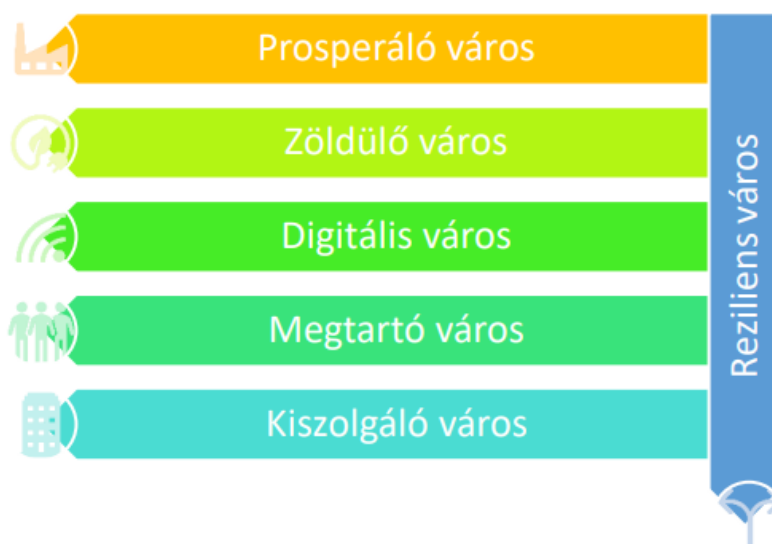 Prosperáló város
Zöldülő város
Digitális város
Megtartó város
Kiszolgáló város
Reziliens város